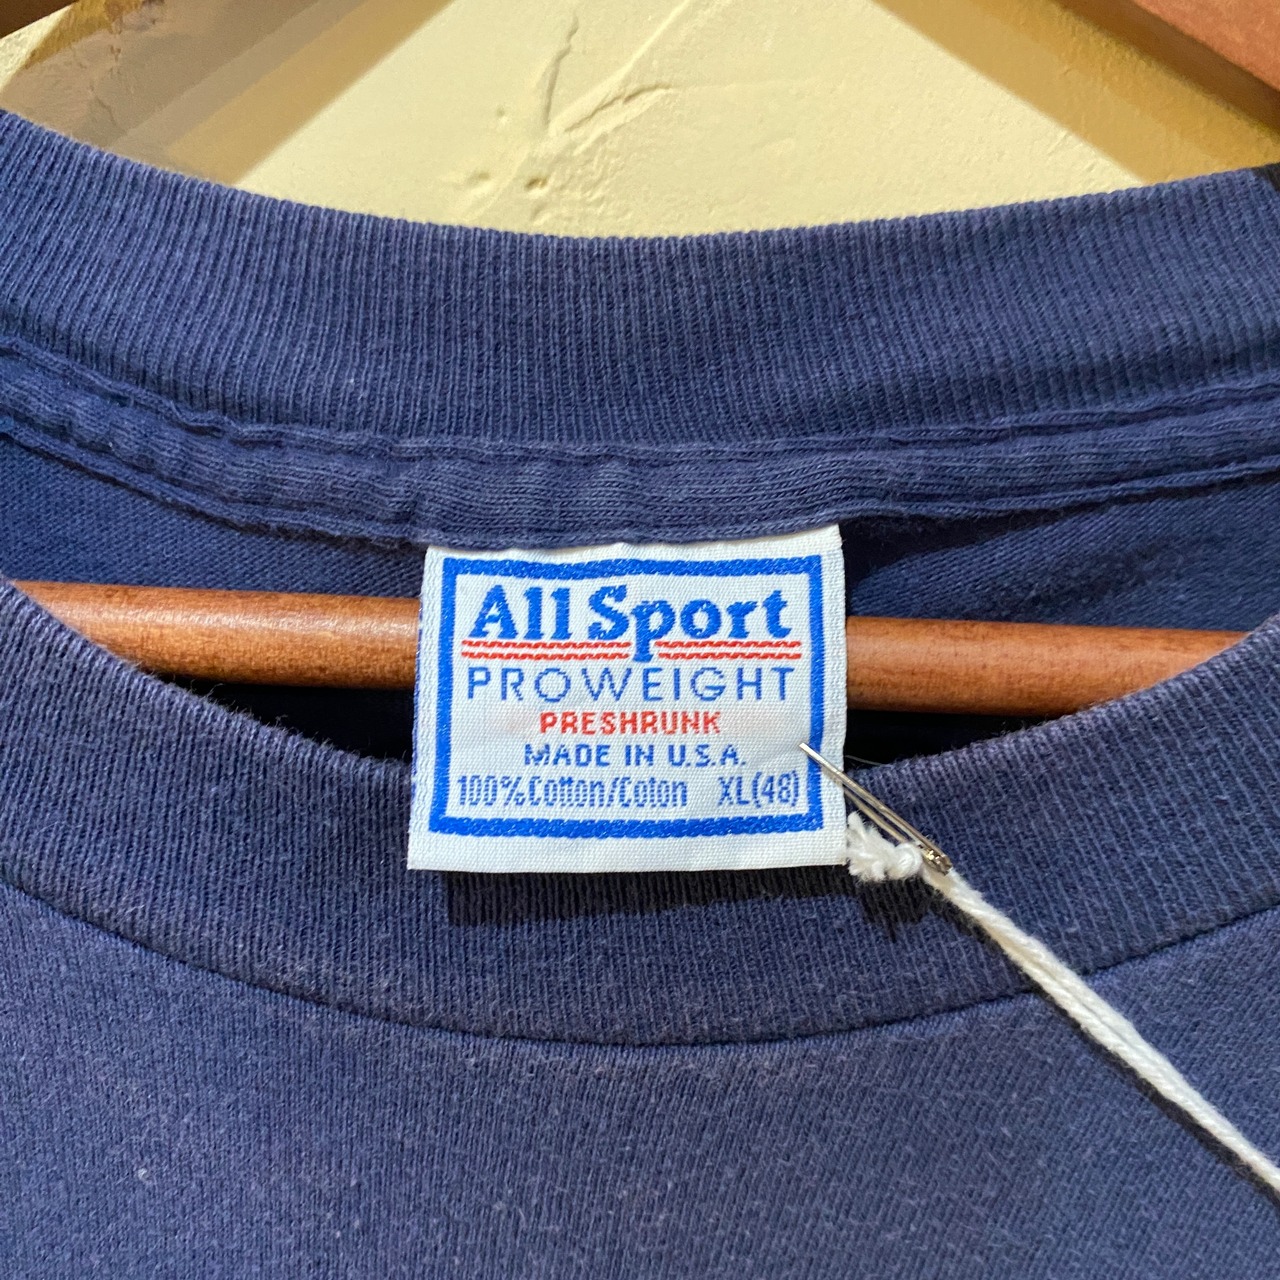 All Sport
PROWEIGHT
PRESHRUNK
MADE IN U.S.A.
100%Cotton/Coton XL(48)